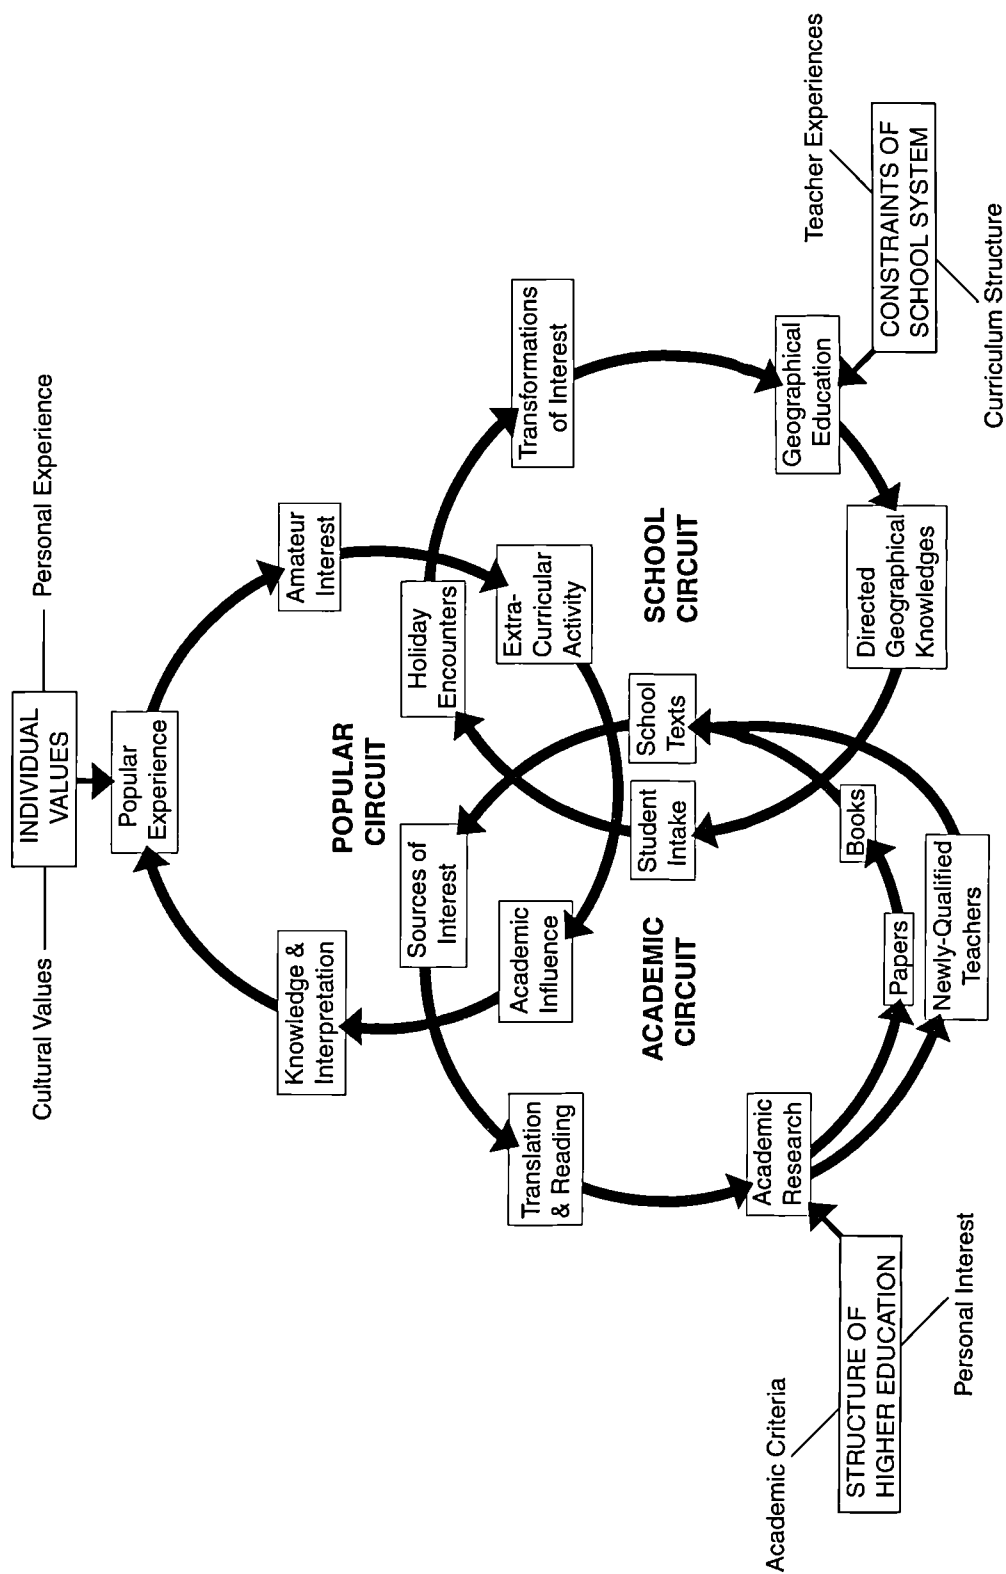 Cultural Values
INDIVIDUAL
VALUES
Personal Experience
Popular
Experience
Knowledge &
Interpretation
Amateur
Interest
POPULAR
CIRCUIT
Sources of
Interest
Holiday
Encounters
Academic
Influence
Extra-
Curricular
Activity
Translation
& Reading
Transformations
of Interest
Student
Intake
School
Texts
ACADEMIC
CIRCUIT
SCHOOL
CIRCUIT
Academic
Research
Geographical
Education
Papers
Books
Newly-Qualified
Teachers
Directed
Geographical
Knowledges
Academic Criteria
STRUCTURE OF
HIGHER EDUCATION
Personal Interest
Teacher Experiences
CONSTRAINTS OF
SCHOOL SYSTEM
Curriculum Structure